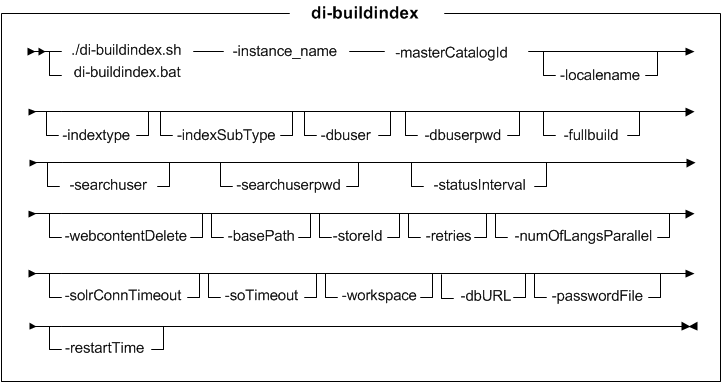 di-buildindex
./di-buildindex.sh -instance_name -masterCatalogId
di-buildindex.bat -localename
-indextype -indexSubType -dbuser -dbuserpwd -fullbuild
-searchuser -searchuserpwd -statusInterval
-webcontentDelete -basePath -storeId -retries -numOfLangsParallel
-solrConnTimeout -soTimeout -workspace -dbURL -passwordFile
-restartTime